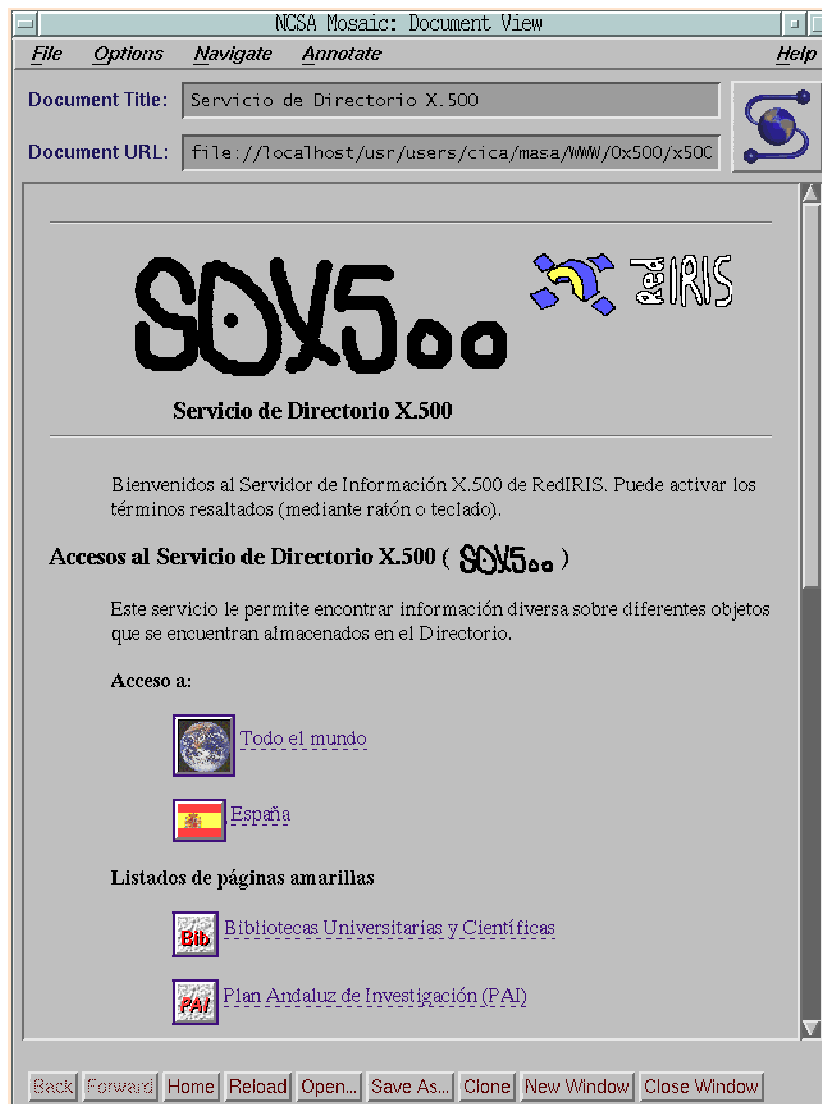 NCSA Mosaic: Document View
File Options Navigate Annotate Help
Document Title: Servicio de Directorio X.500
Document URL: file://localhost/usr/users/cica/masa/WWW/0x500/x500
SDX500 Red IRIS
Servicio de Directorio X.500
Bienvenidos al Servidor de Información X.500 de RedIRIS. Puede activar los
términos resaltados (mediante ratón o teclado).
Accesos al Servicio de Directorio X.500 ( SDX500 )
Este servicio le permite encontrar información diversa sobre diferentes objetos
que se encuentran almacenados en el Directorio.
Acceso a:
Todo el mundo
España
Listados de páginas amarillas
Bib Bibliotecas Universitarias y Científicas
PAI Plan Andaluz de Investigación (PAI)
Back Forward Home Reload Open... Save As... Clone New Window Close Window